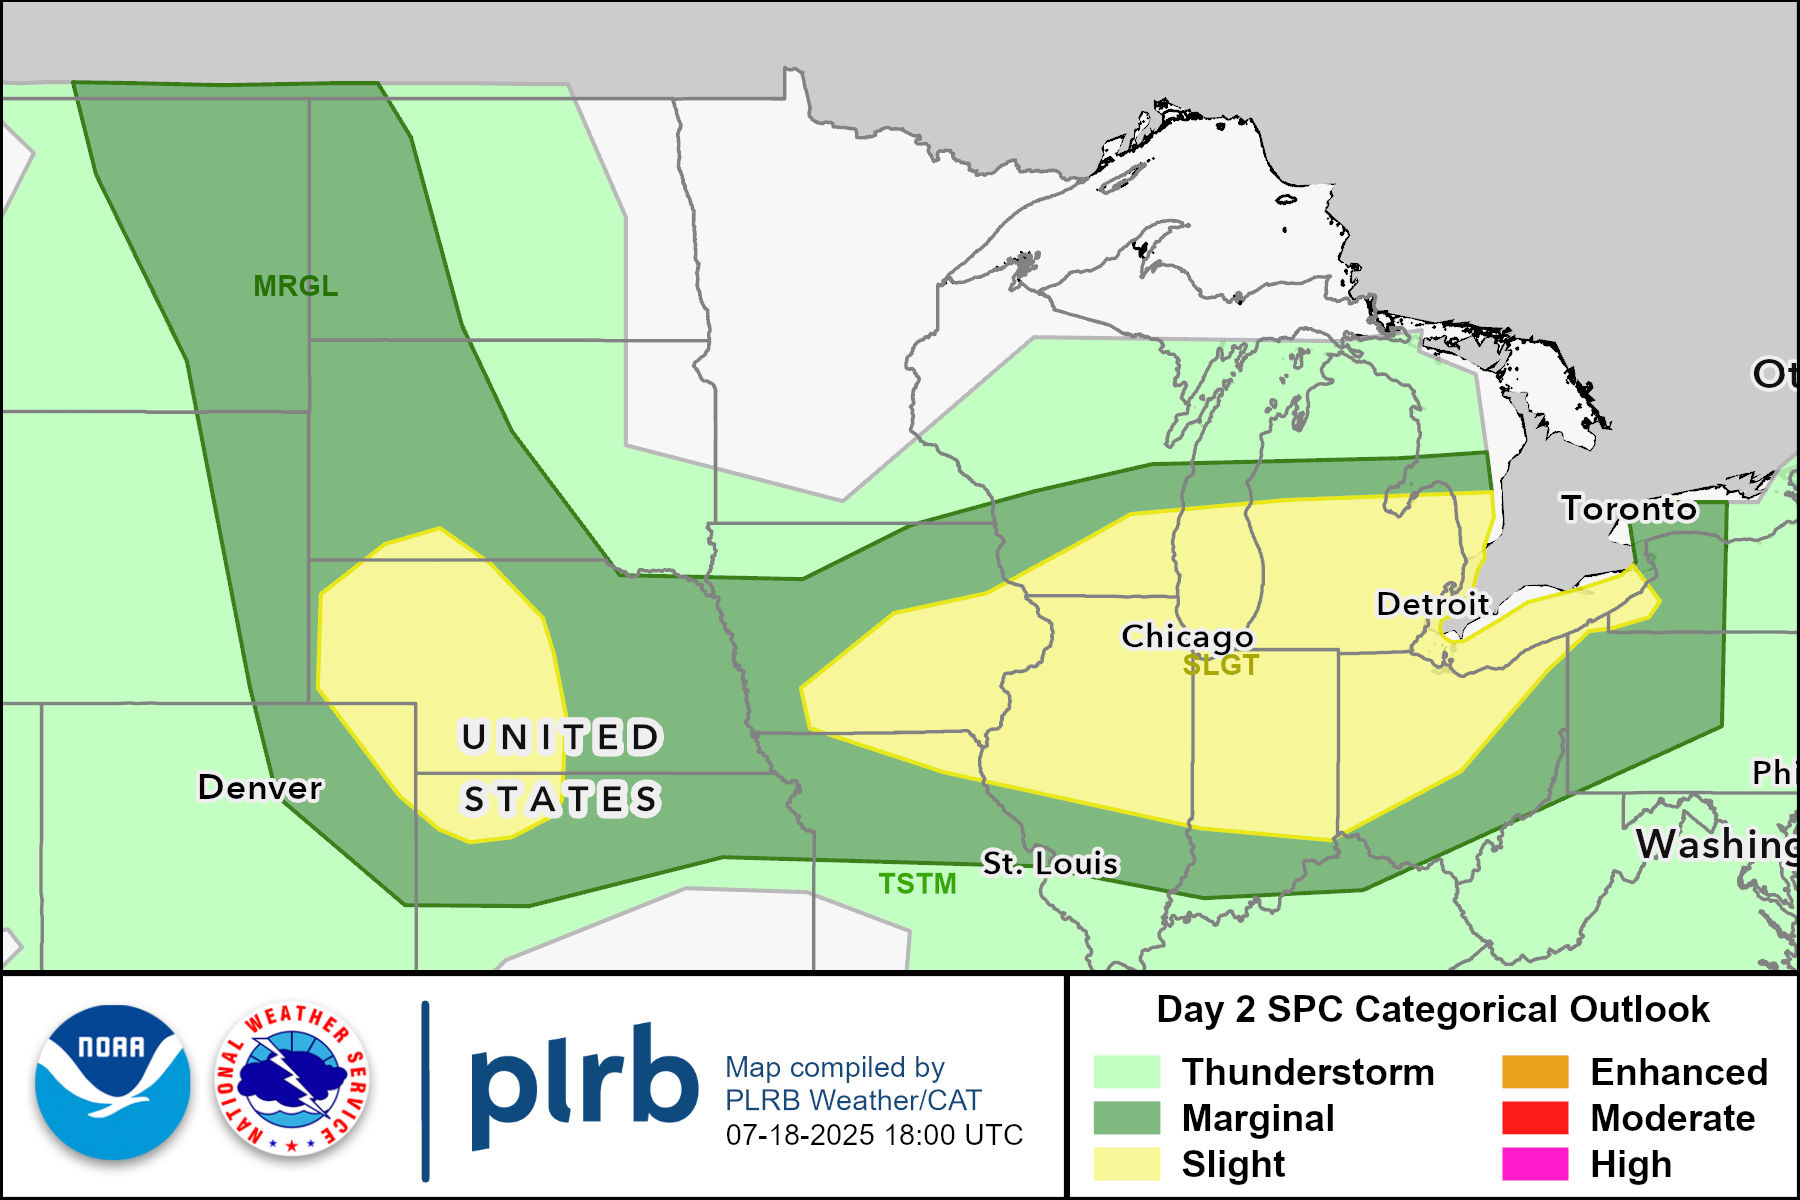 MRGL
Ot
Toronto
Detroit
Chicago
SLGT
UNITED
STATES
Denver
Phi
Washing
St. Louis
TSTM
NOAA
NATIONAL WEATHER SERVICE
plrb
Map compiled by
PLRB Weather/CAT
07-18-2025 18:00 UTC
Day 2 SPC Categorical Outlook
Thunderstorm
Marginal
Slight
Enhanced
Moderate
High